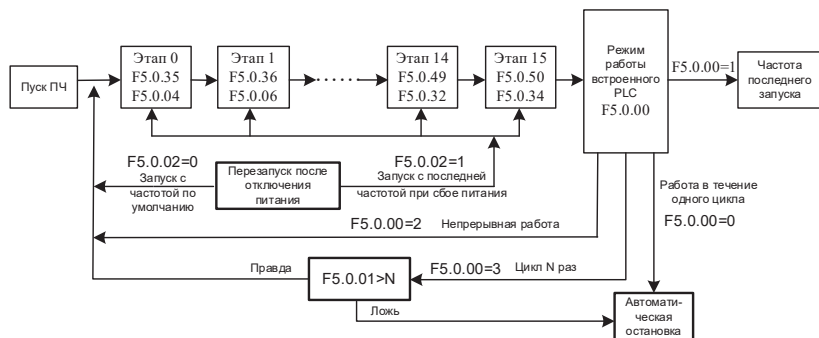 Пуск ПЧ
Этап 0
F5.0.35
F5.0.04
Этап 1
F5.0.36
F5.0.06
......
Этап 14
F5.0.49
F5.0.32
Этап 15
F5.0.50
F5.0.34
Режим
работы
встроенного
PLC
F5.0.00
F5.0.00=1
Частота
последнего
запуска
F5.0.02=0
Запуск с
частотой по
умолчанию
Перезапуск после
отключения
питания
F5.0.02=1
Запуск с последней
частотой при сбое питания
Работа в течение
одного цикла
F5.0.00=0
F5.0.00=2 Непрерывная работа
Правда
F5.0.01>N
F5.0.00=3 Цикл N раз
Ложь
Автомати-
ческая
остановка